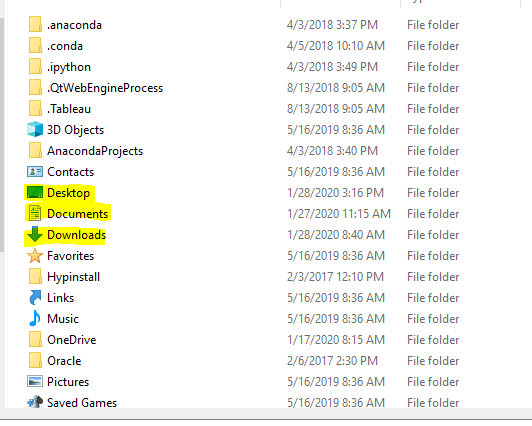 .anaconda 4/3/2018 3:37 PM File folder
.conda 4/5/2018 10:10 AM File folder
.ipython 4/3/2018 3:49 PM File folder
.QtWebEngineProcess 8/13/2018 9:05 AM File folder
.Tableau 8/13/2018 9:05 AM File folder
3D Objects 5/16/2019 8:36 AM File folder
AnacondaProjects 4/3/2018 3:40 PM File folder
Contacts 5/16/2019 8:36 AM File folder
Desktop 1/28/2020 3:16 PM File folder
Documents 1/27/2020 11:15 AM File folder
Downloads 1/28/2020 8:40 AM File folder
Favorites 5/16/2019 8:36 AM File folder
Hypinstall 2/3/2017 12:10 PM File folder
Links 5/16/2019 8:36 AM File folder
Music 5/16/2019 8:36 AM File folder
OneDrive 1/17/2020 8:15 AM File folder
Oracle 2/6/2017 2:30 PM File folder
Pictures 5/16/2019 8:36 AM File folder
Saved Games 5/16/2019 8:36 AM File folder